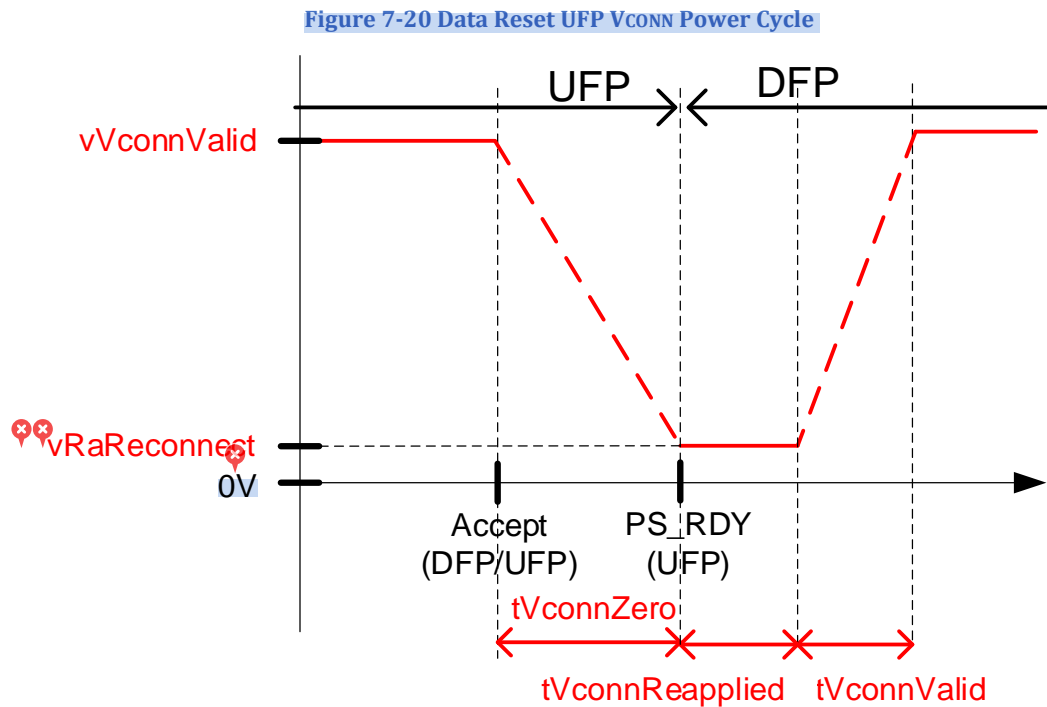 Figure 7-20 Data Reset UFP VCONN Power Cycle
UFP
DFP
vVconnValid
vRaReconnect
0V
Accept
(DFP/UFP)
PS_RDY
(UFP)
tVconnZero
tVconnReapplied
tVconnValid